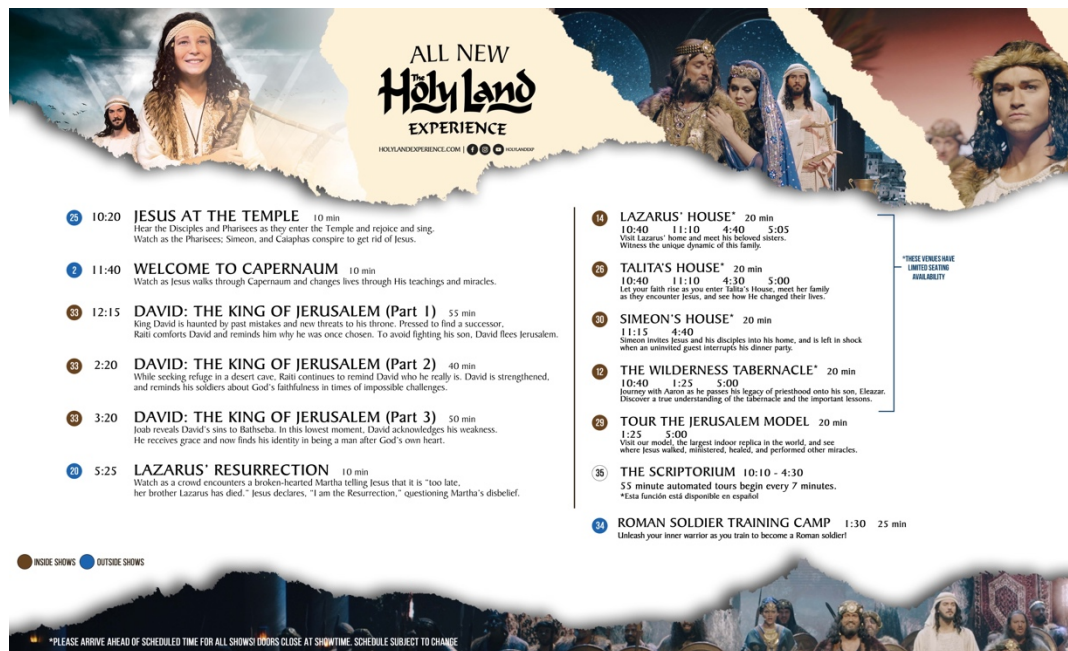 ALL NEW
The
Holy Land
EXPERIENCE
HOLYLANDEXPERIENCE.COM | HOLYLANDEXP
25 10:20 JESUS AT THE TEMPLE 10 min
Hear the Disciples and Pharisees as they enter the Temple and rejoice and sing.
Watch as the Pharisees; Simeon, and Caiaphas conspire to get rid of Jesus.
2 11:40 WELCOME TO CAPERNAUM 10 min
Watch as Jesus walks through Capernaum and changes lives through His teachings and miracles.
33 12:15 DAVID: THE KING OF JERUSALEM (Part 1) 55 min
King David is haunted by past mistakes and new threats to his throne. Pressed to find a successor,
Raiti comforts David and reminds him why he was once chosen. To avoid fighting his son, David flees Jerusalem.
33 2:20 DAVID: THE KING OF JERUSALEM (Part 2) 40 min
While seeking refuge in a desert cave, Raiti continues to remind David who he really is. David is strengthened,
and reminds his soldiers about God's faithfulness in times of impossible challenges.
33 3:20 DAVID: THE KING OF JERUSALEM (Part 3) 50 min
Joab reveals David's sins to Bathseba. In this lowest moment, David acknowledges his weakness.
He receives grace and now finds his identity in being a man after God's own heart.
20 5:25 LAZARUS' RESURRECTION 10 min
Watch as a crowd encounters a broken-hearted Martha telling Jesus that it is "too late,
her brother Lazarus has died." Jesus declares, "I am the Resurrection," questioning Martha's disbelief.
14 LAZARUS' HOUSE* 20 min
10:40 11:10 4:40 5:05
Visit Lazarus' home and meet his beloved sisters.
Witness the unique dynamic of this family.
26 TALITA'S HOUSE* 20 min
10:40 11:10 4:30 5:00
Let your faith rise as you enter Talita's House, meet her family
as they encounter Jesus, and see how He changed their lives.
30 SIMEON'S HOUSE* 20 min
11:15 4:40
Simeon invites Jesus and his disciples into his home, and is left in shock
when an uninvited guest interrupts his dinner party.
12 THE WILDERNESS TABERNACLE* 20 min
10:40 1:25 5:00
Journey with Aaron as he passes his legacy of priesthood onto his son, Eleazar.
Discover a true understanding of the tabernacle and the important lessons.
29 TOUR THE JERUSALEM MODEL 20 min
1:25 5:00
Visit our model, the largest indoor replica in the world, and see
where Jesus walked, ministered, healed, and performed other miracles.
35 THE SCRIPTORIUM 10:10 - 4:30
55 minute automated tours begin every 7 minutes.
*Esta función está disponible en español
34 ROMAN SOLDIER TRAINING CAMP 1:30 25 min
Unleash your inner warrior as you train to become a Roman soldier!
*THESE VENUES HAVE
LIMITED SEATING
AVAILABILITY
INSIDE SHOWS OUTSIDE SHOWS
*PLEASE ARRIVE AHEAD OF SCHEDULED TIME FOR ALL SHOWS! DOORS CLOSE AT SHOWTIME. SCHEDULE SUBJECT TO CHANGE